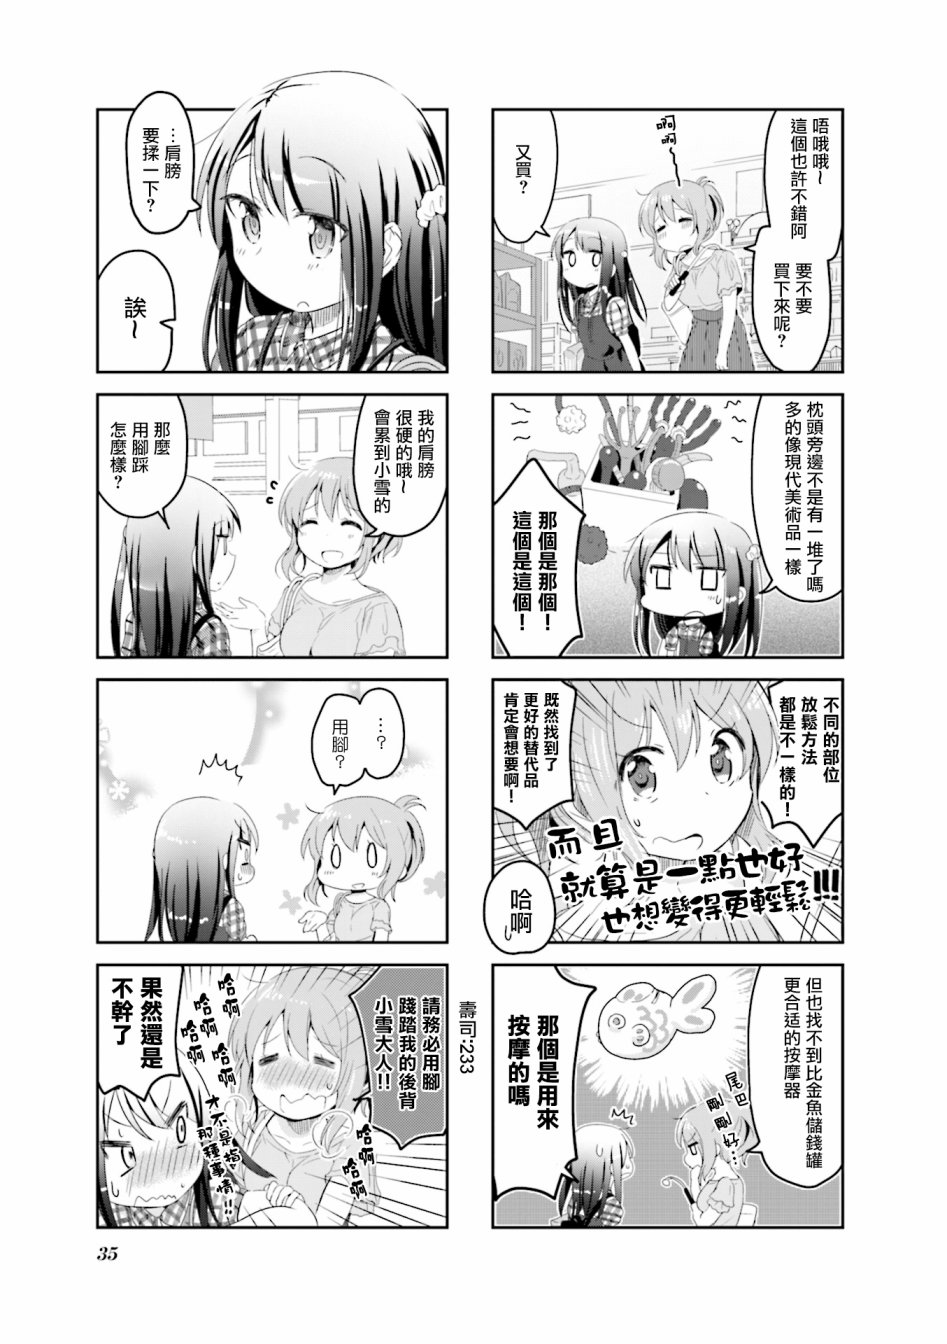 唔哦哦～
這個也許不錯阿
要不要
買下來呢？
呵呵～
又買？
枕頭旁邊不是有一堆了嗎
多的像現代美術品一樣
那個是那個！
這個是這個！
不同的部位
放鬆方法
都是不一樣的！
既然找到了
更好的替代品
肯定會想要啊！
而且
就算是一點也好
也想變得更輕鬆!!!
哈啊
但也找不到比金魚儲錢罐
更合适的按摩器
尾巴
剛剛好…
那個是用來
按摩的嗎
壽司:233
…肩膀
要揉一下？
誒～
我的肩膀
很硬的哦～
會累到小雪的
那麼
用腳踩
怎麼樣？
…？
用腳？
請務必用腳
踐踏我的後背
小雪大人!!
哈啊
哈啊
哈啊
哈啊
哈啊
才不是指
那種事情!!
果然還是
不幹了
35